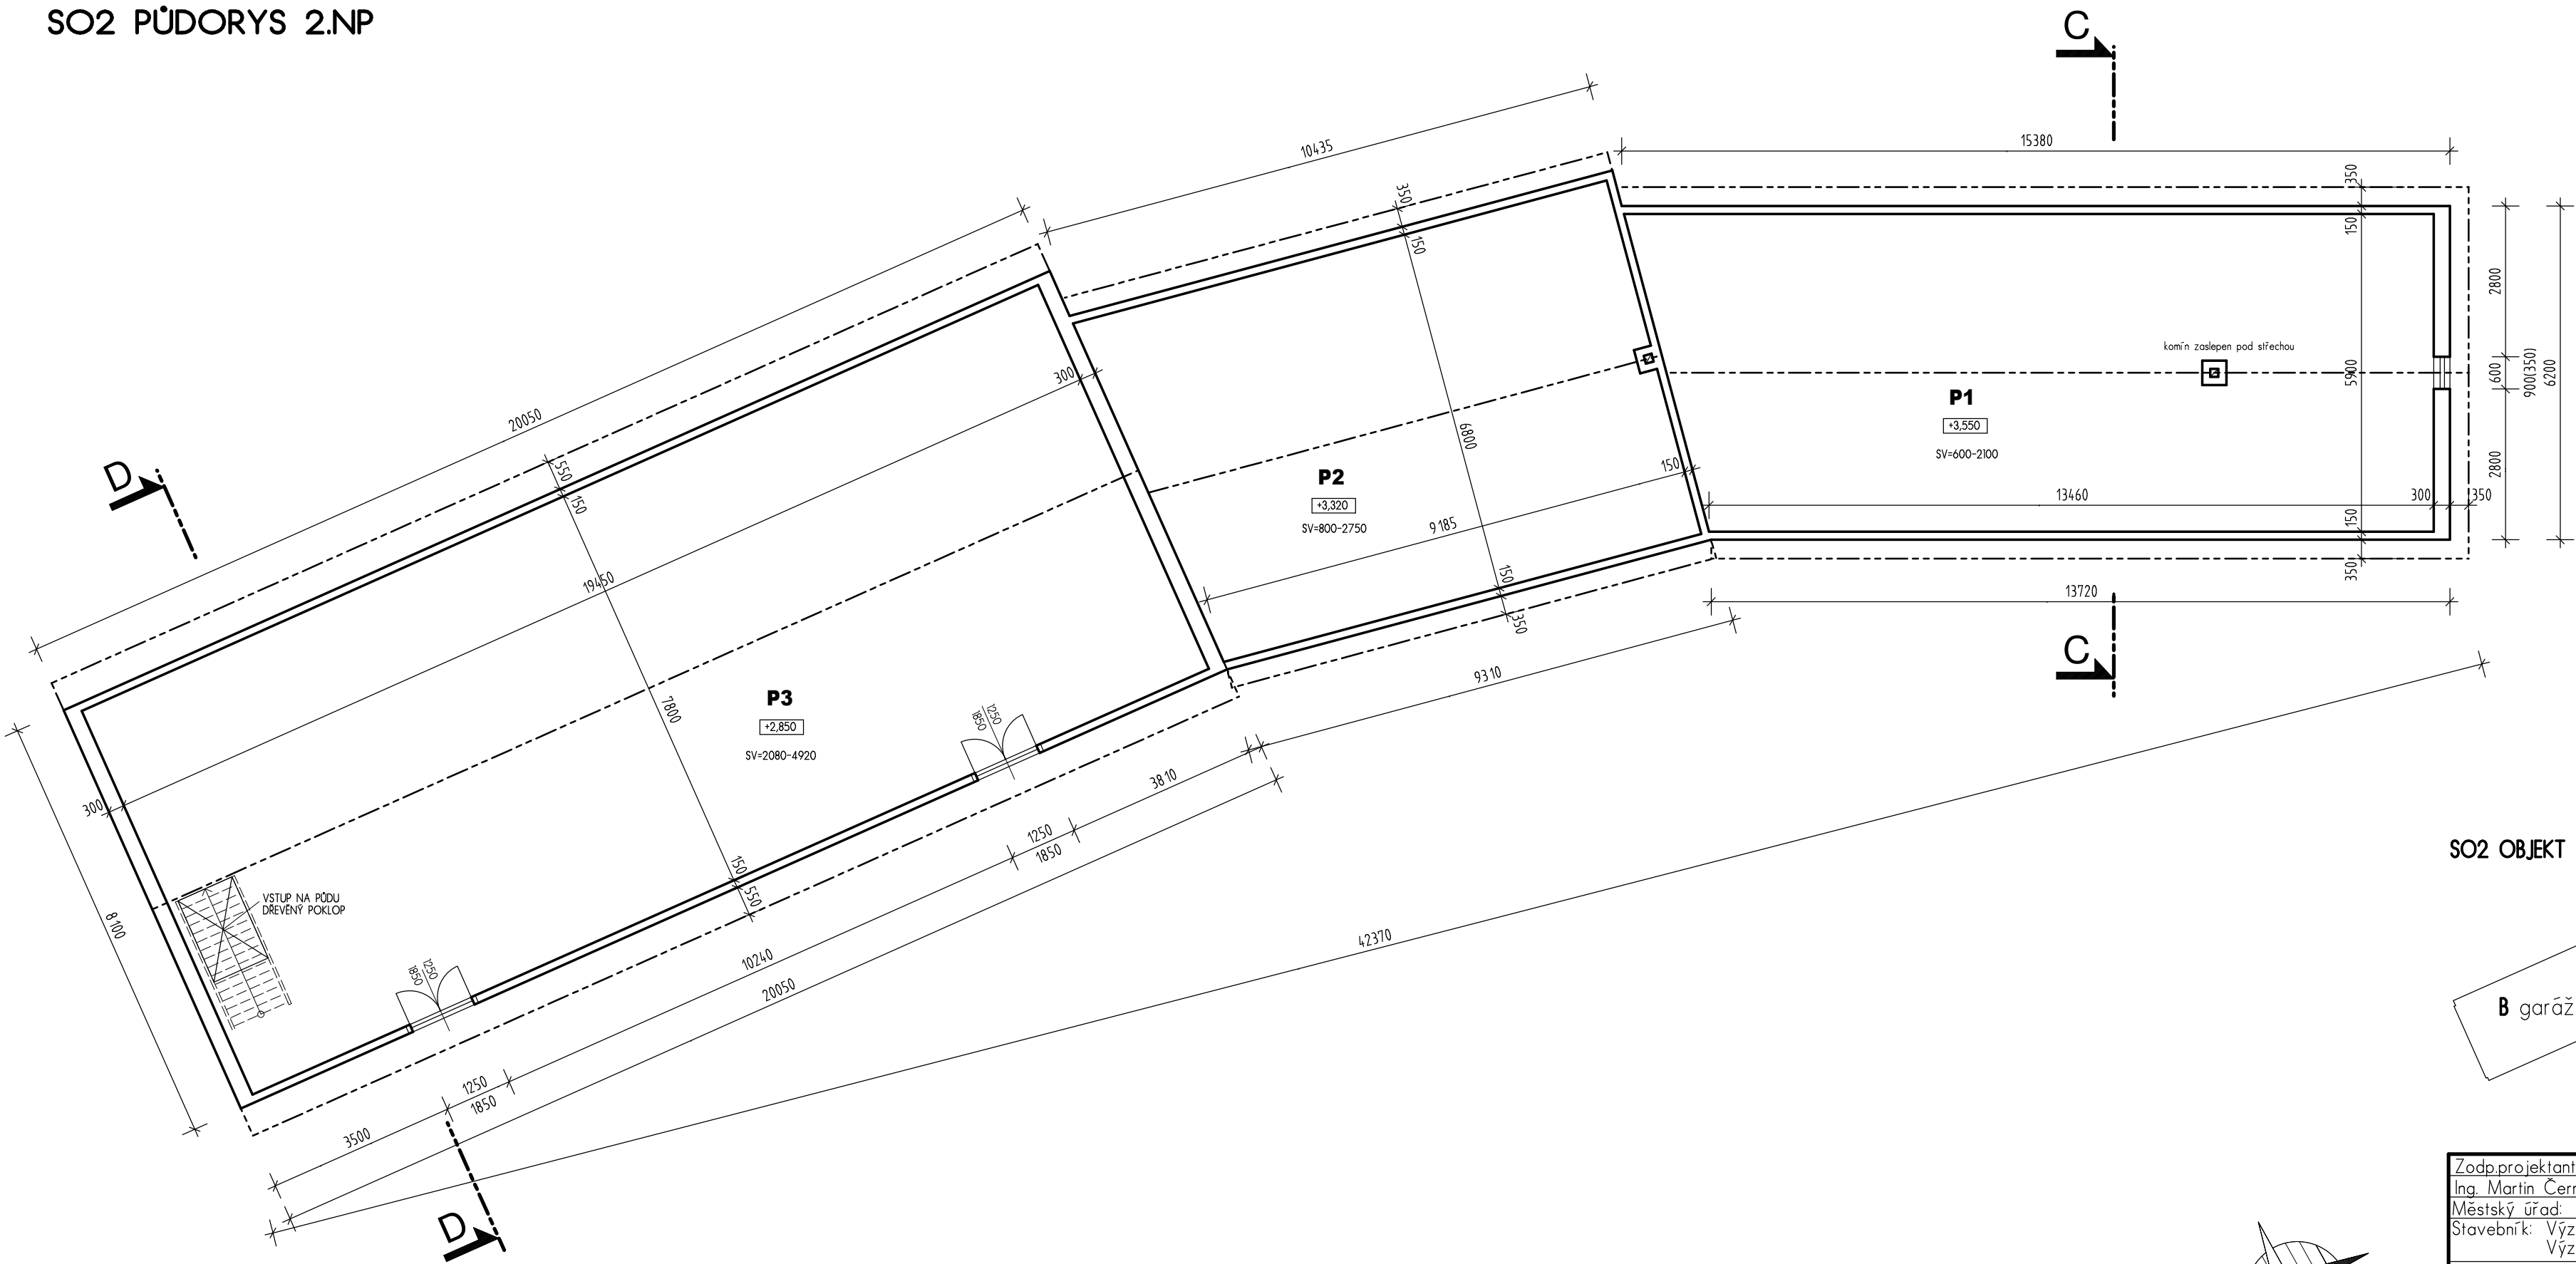 SO2 PŮDORYS 2.NP
C
15380
10435
350
150
350
150
2800
600
900(350)
6200
2800
5900
komín zaslepen pod střechou
P1
+3,550
SV=600-2100
13460
300
350
150
350
13720
C
20050
300
550
150
19450
6800
P2
+3,320
SV=800-2750
150
9185
150
350
9310
D
P3
+2,850
SV=2080-4920
7800
1250
1850
300
150
550
3810
1250
1850
42370
8100
VSTUP NA PŮDU
DŘEVĚNÝ POKLOP
1250
1850
10240
20050
1250
1850
3500
D
SO2 OBJEKT
B garáž
Zodp.projektant
Ing. Martin Čern
Městský úřad:
Stavebník: Výz
Výz